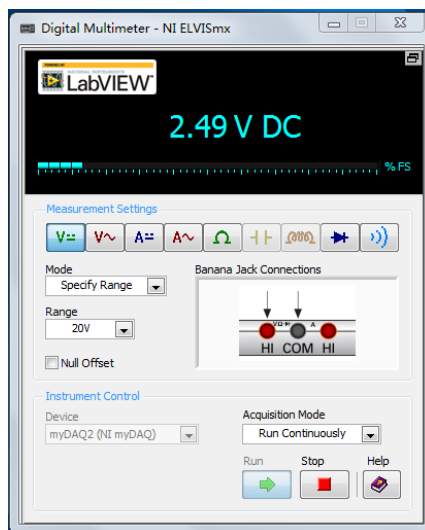 Digital Multimeter - NI ELVISmx
LabVIEW
2.49 V DC
% FS
Measurement Settings
V= V~ A= A~ Ω
Mode
Specify Range
Banana Jack Connections
Range
20V
VΩ A
HI COM HI
Null Offset
Instrument Control
Device
myDAQ2 (NI myDAQ)
Acquisition Mode
Run Continuously
Run Stop Help